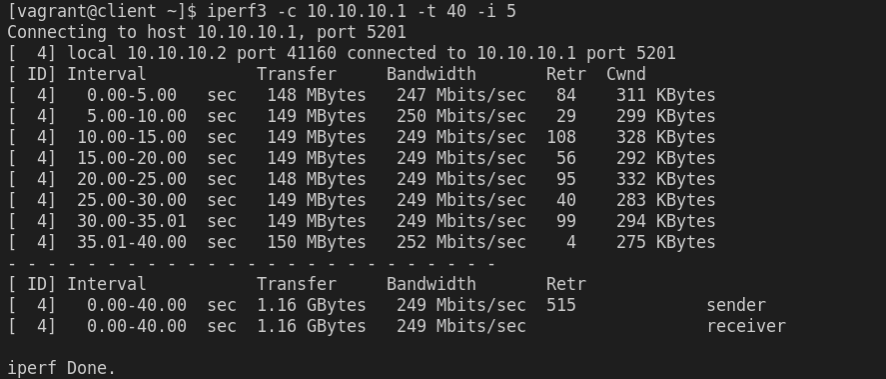 [vagrant@client ~]$ iperf3 -c 10.10.10.1 -t 40 -i 5
Connecting to host 10.10.10.1, port 5201
[  4] local 10.10.10.2 port 41160 connected to 10.10.10.1 port 5201
[ ID] Interval           Transfer     Bandwidth       Retr  Cwnd
[  4]   0.00-5.00   sec   148 MBytes   247 Mbits/sec   84    311 KBytes
[  4]   5.00-10.00  sec   149 MBytes   250 Mbits/sec   29    299 KBytes
[  4]  10.00-15.00  sec   149 MBytes   249 Mbits/sec  108    328 KBytes
[  4]  15.00-20.00  sec   149 MBytes   249 Mbits/sec   56    292 KBytes
[  4]  20.00-25.00  sec   148 MBytes   249 Mbits/sec   95    332 KBytes
[  4]  25.00-30.00  sec   149 MBytes   249 Mbits/sec   40    283 KBytes
[  4]  30.00-35.01  sec   149 MBytes   249 Mbits/sec   99    294 KBytes
[  4]  35.01-40.00  sec   150 MBytes   252 Mbits/sec    4    275 KBytes
- - - - - - - - - - - - - - - - - - - - - - - - -
[ ID] Interval           Transfer     Bandwidth       Retr
[  4]   0.00-40.00  sec  1.16 GBytes   249 Mbits/sec  515             sender
[  4]   0.00-40.00  sec  1.16 GBytes   249 Mbits/sec                  receiver

iperf Done.